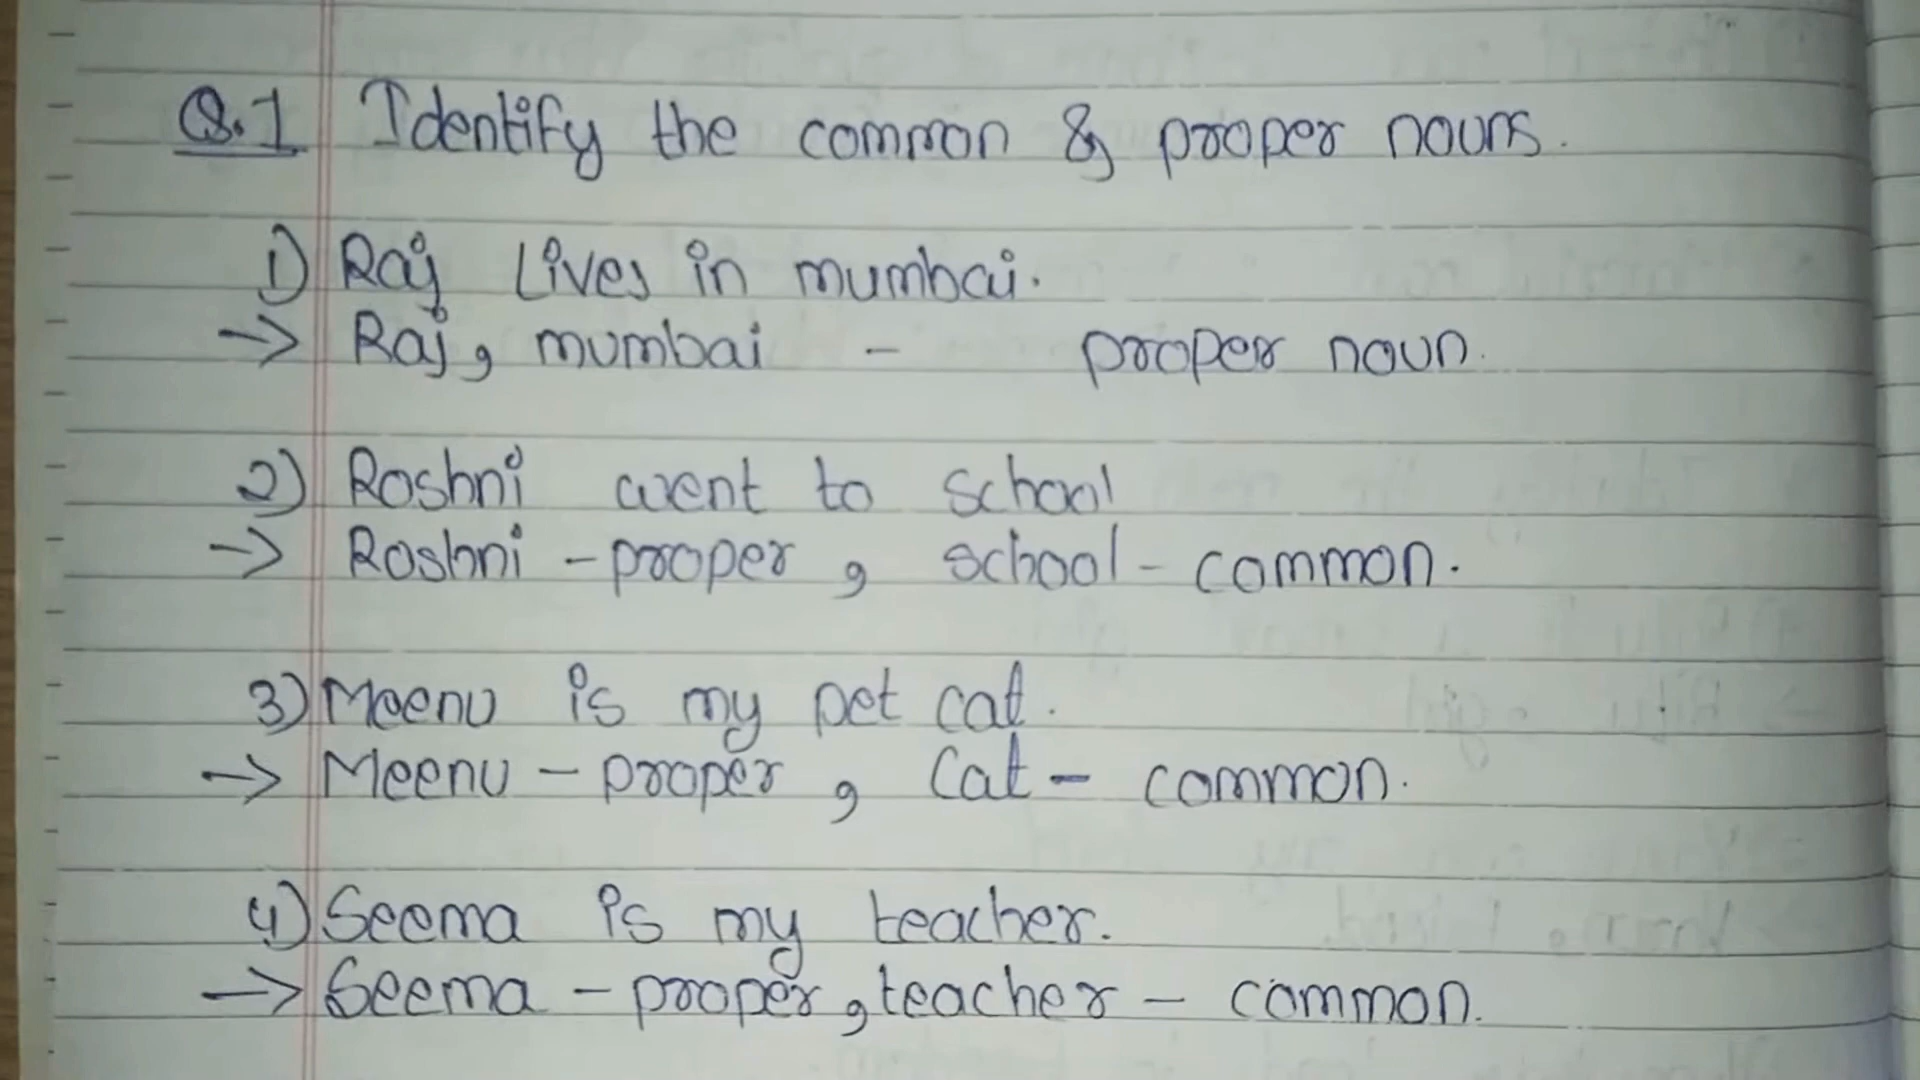 Q.1 Identify the common & proper nouns.
1) Raj Lives in mumbai.
→ Raj, mumbai - proper noun.
2) Roshni went to school
→ Roshni - proper, school - common.
3) Meenu is my pet cat.
→ Meenu - proper, Cat - common.
4) Seema is my teacher.
→ Seema - proper, teacher - common.